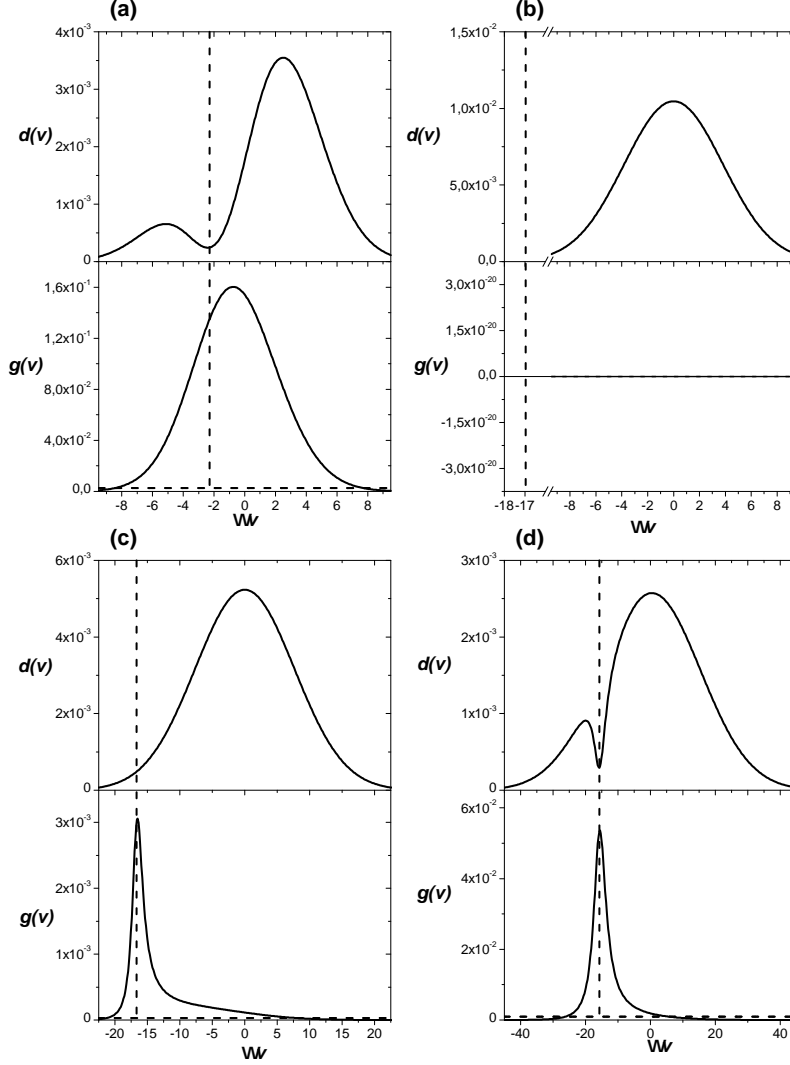 (a)
(b)
4x10⁻³
3x10⁻³
2x10⁻³
1x10⁻³
0
d(v)
1,5x10⁻²
1,0x10⁻²
5,0x10⁻³
0,0
d(v)
1,6x10⁻¹
1,2x10⁻¹
8,0x10⁻²
4,0x10⁻²
0,0
g(v)
3,0x10⁻²⁰
1,5x10⁻²⁰
0,0
-1,5x10⁻²⁰
-3,0x10⁻²⁰
g(v)
-8 -6 -4 -2 0 2 4 6 8
-18 -17 -8 -6 -4 -2 0 2 4 6 8
(c)
(d)
6x10⁻³
4x10⁻³
2x10⁻³
0
d(v)
3x10⁻³
2x10⁻³
1x10⁻³
0
d(v)
3x10⁻³
2x10⁻³
1x10⁻³
0
g(v)
6x10⁻²
4x10⁻²
2x10⁻²
0
g(v)
-20 -15 -10 -5 0 5 10 15 20
-40 -20 0 20 40